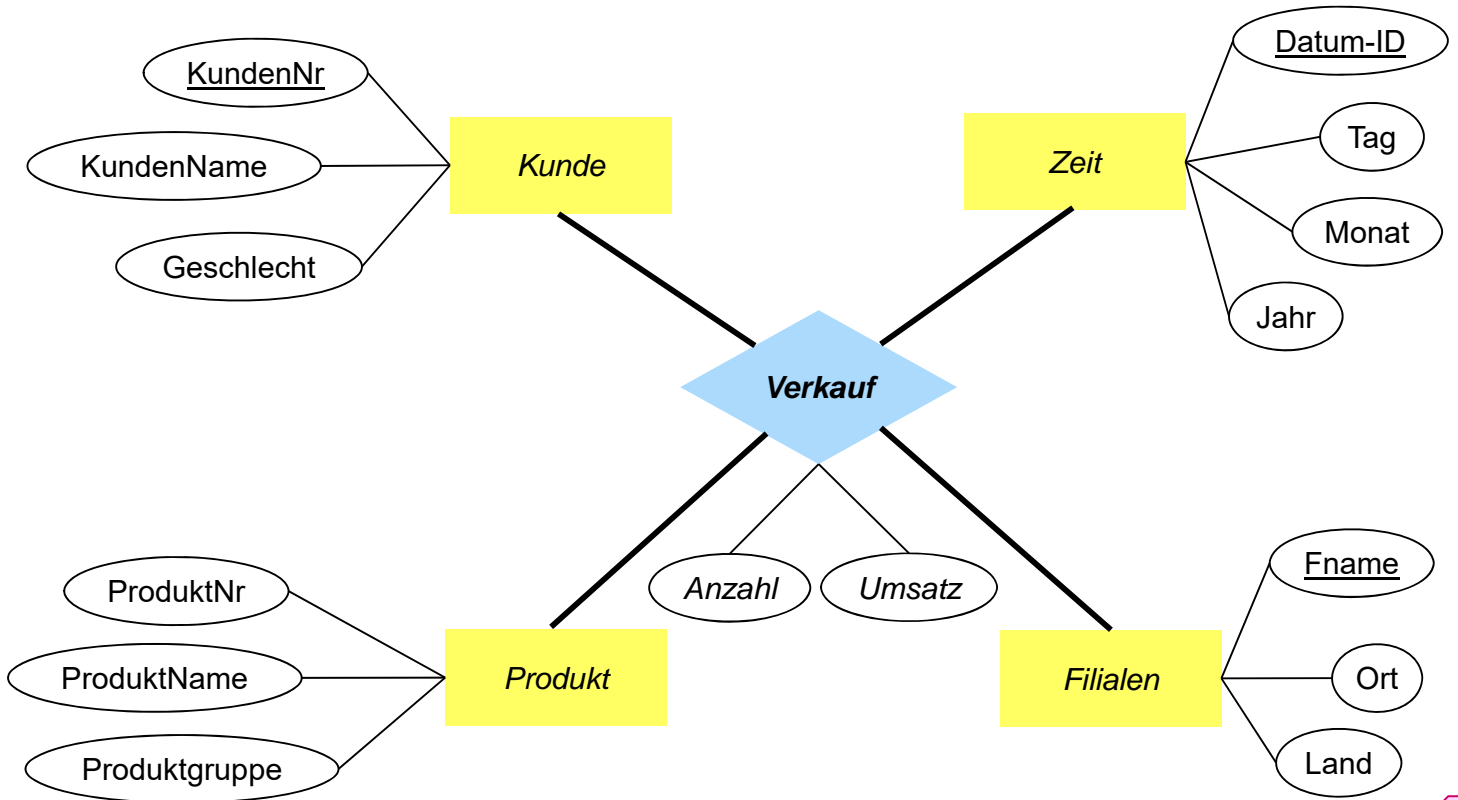 KundenNr
KundenName
Geschlecht
Kunde
Zeit
Datum-ID
Tag
Monat
Jahr
Verkauf
Anzahl
Umsatz
ProduktNr
ProduktName
Produktgruppe
Produkt
Filialen
Fname
Ort
Land